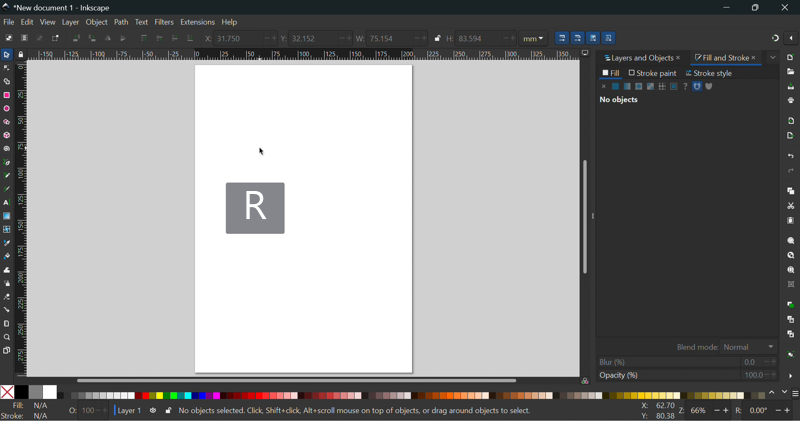 *New document 1 - Inkscape
File Edit View Layer Object Path Text Filters Extensions Help
X: 31.750 Y: 32.152 W: 75.154 H: 83.594 mm
Layers and Objects Fill and Stroke
Fill Stroke paint Stroke style
No objects
R
Blend mode: Normal
Blur (%) 0.0
Opacity (%) 100.0
Fill: N/A
Stroke: N/A
O: 100
Layer 1
No objects selected. Click, Shift+click, Alt+scroll mouse on top of objects, or drag around objects to select.
X: 62.70
Y: 80.38
Z: 66%
R: 0.00°